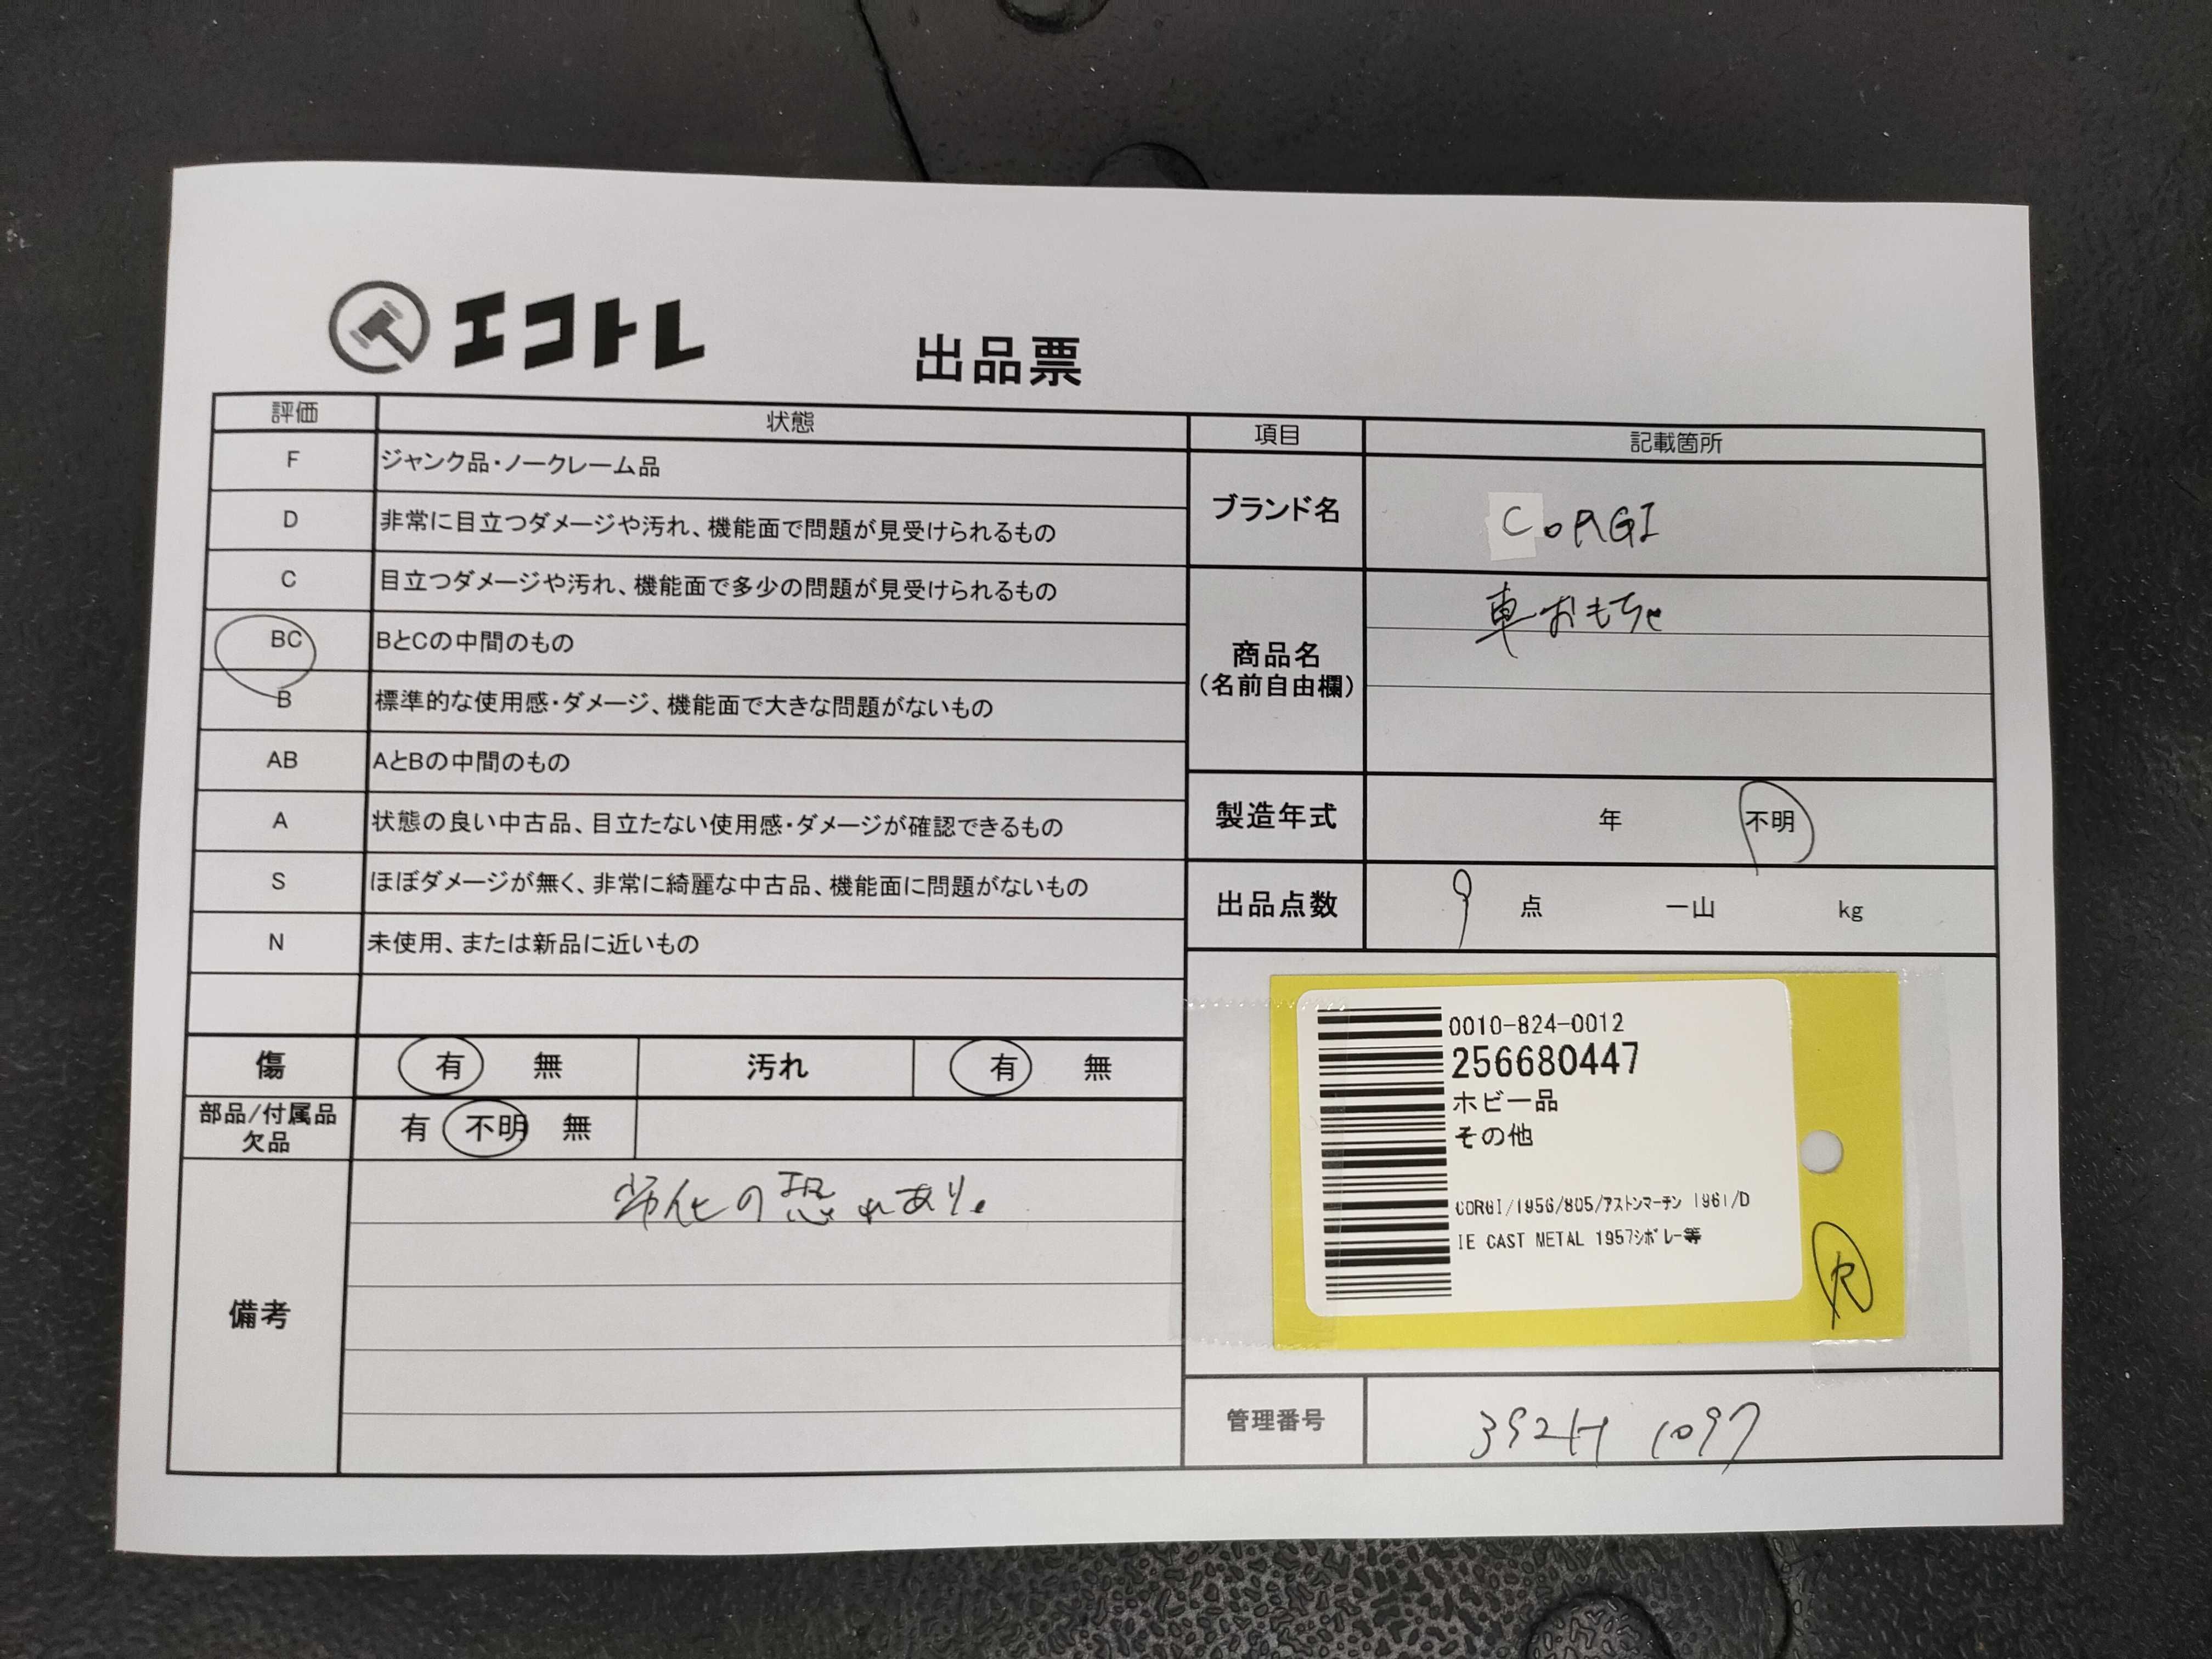 エコトレ
出品票
評価 状態
F ジャンク品・ノークレーム品
D 非常に目立つダメージや汚れ、機能面で問題が見受けられるもの
C 目立つダメージや汚れ、機能面で多少の問題が見受けられるもの
BC BとCの中間のもの
B 標準的な使用感・ダメージ、機能面で大きな問題がないもの
AB AとBの中間のもの
A 状態の良い中古品、目立たない使用感・ダメージが確認できるもの
S ほぼダメージが無く、非常に綺麗な中古品、機能面に問題がないもの
N 未使用、または新品に近いもの
傷 有 無 汚れ 有 無
部品/付属品
欠品 有 不明 無
備考
劣化の恐れあり。
項目 記載箇所
ブランド名 CORGI
商品名
(名前自由欄)
車おもちゃ
製造年式 年 不明
出品点数 9 点 一山 kg
0010-824-0012
256680447
ホビー品
その他
CORGI/1956/805/アストンマーチン 1961/D
IE CAST METAL 1957シボレー等
R
管理番号 392H 1097